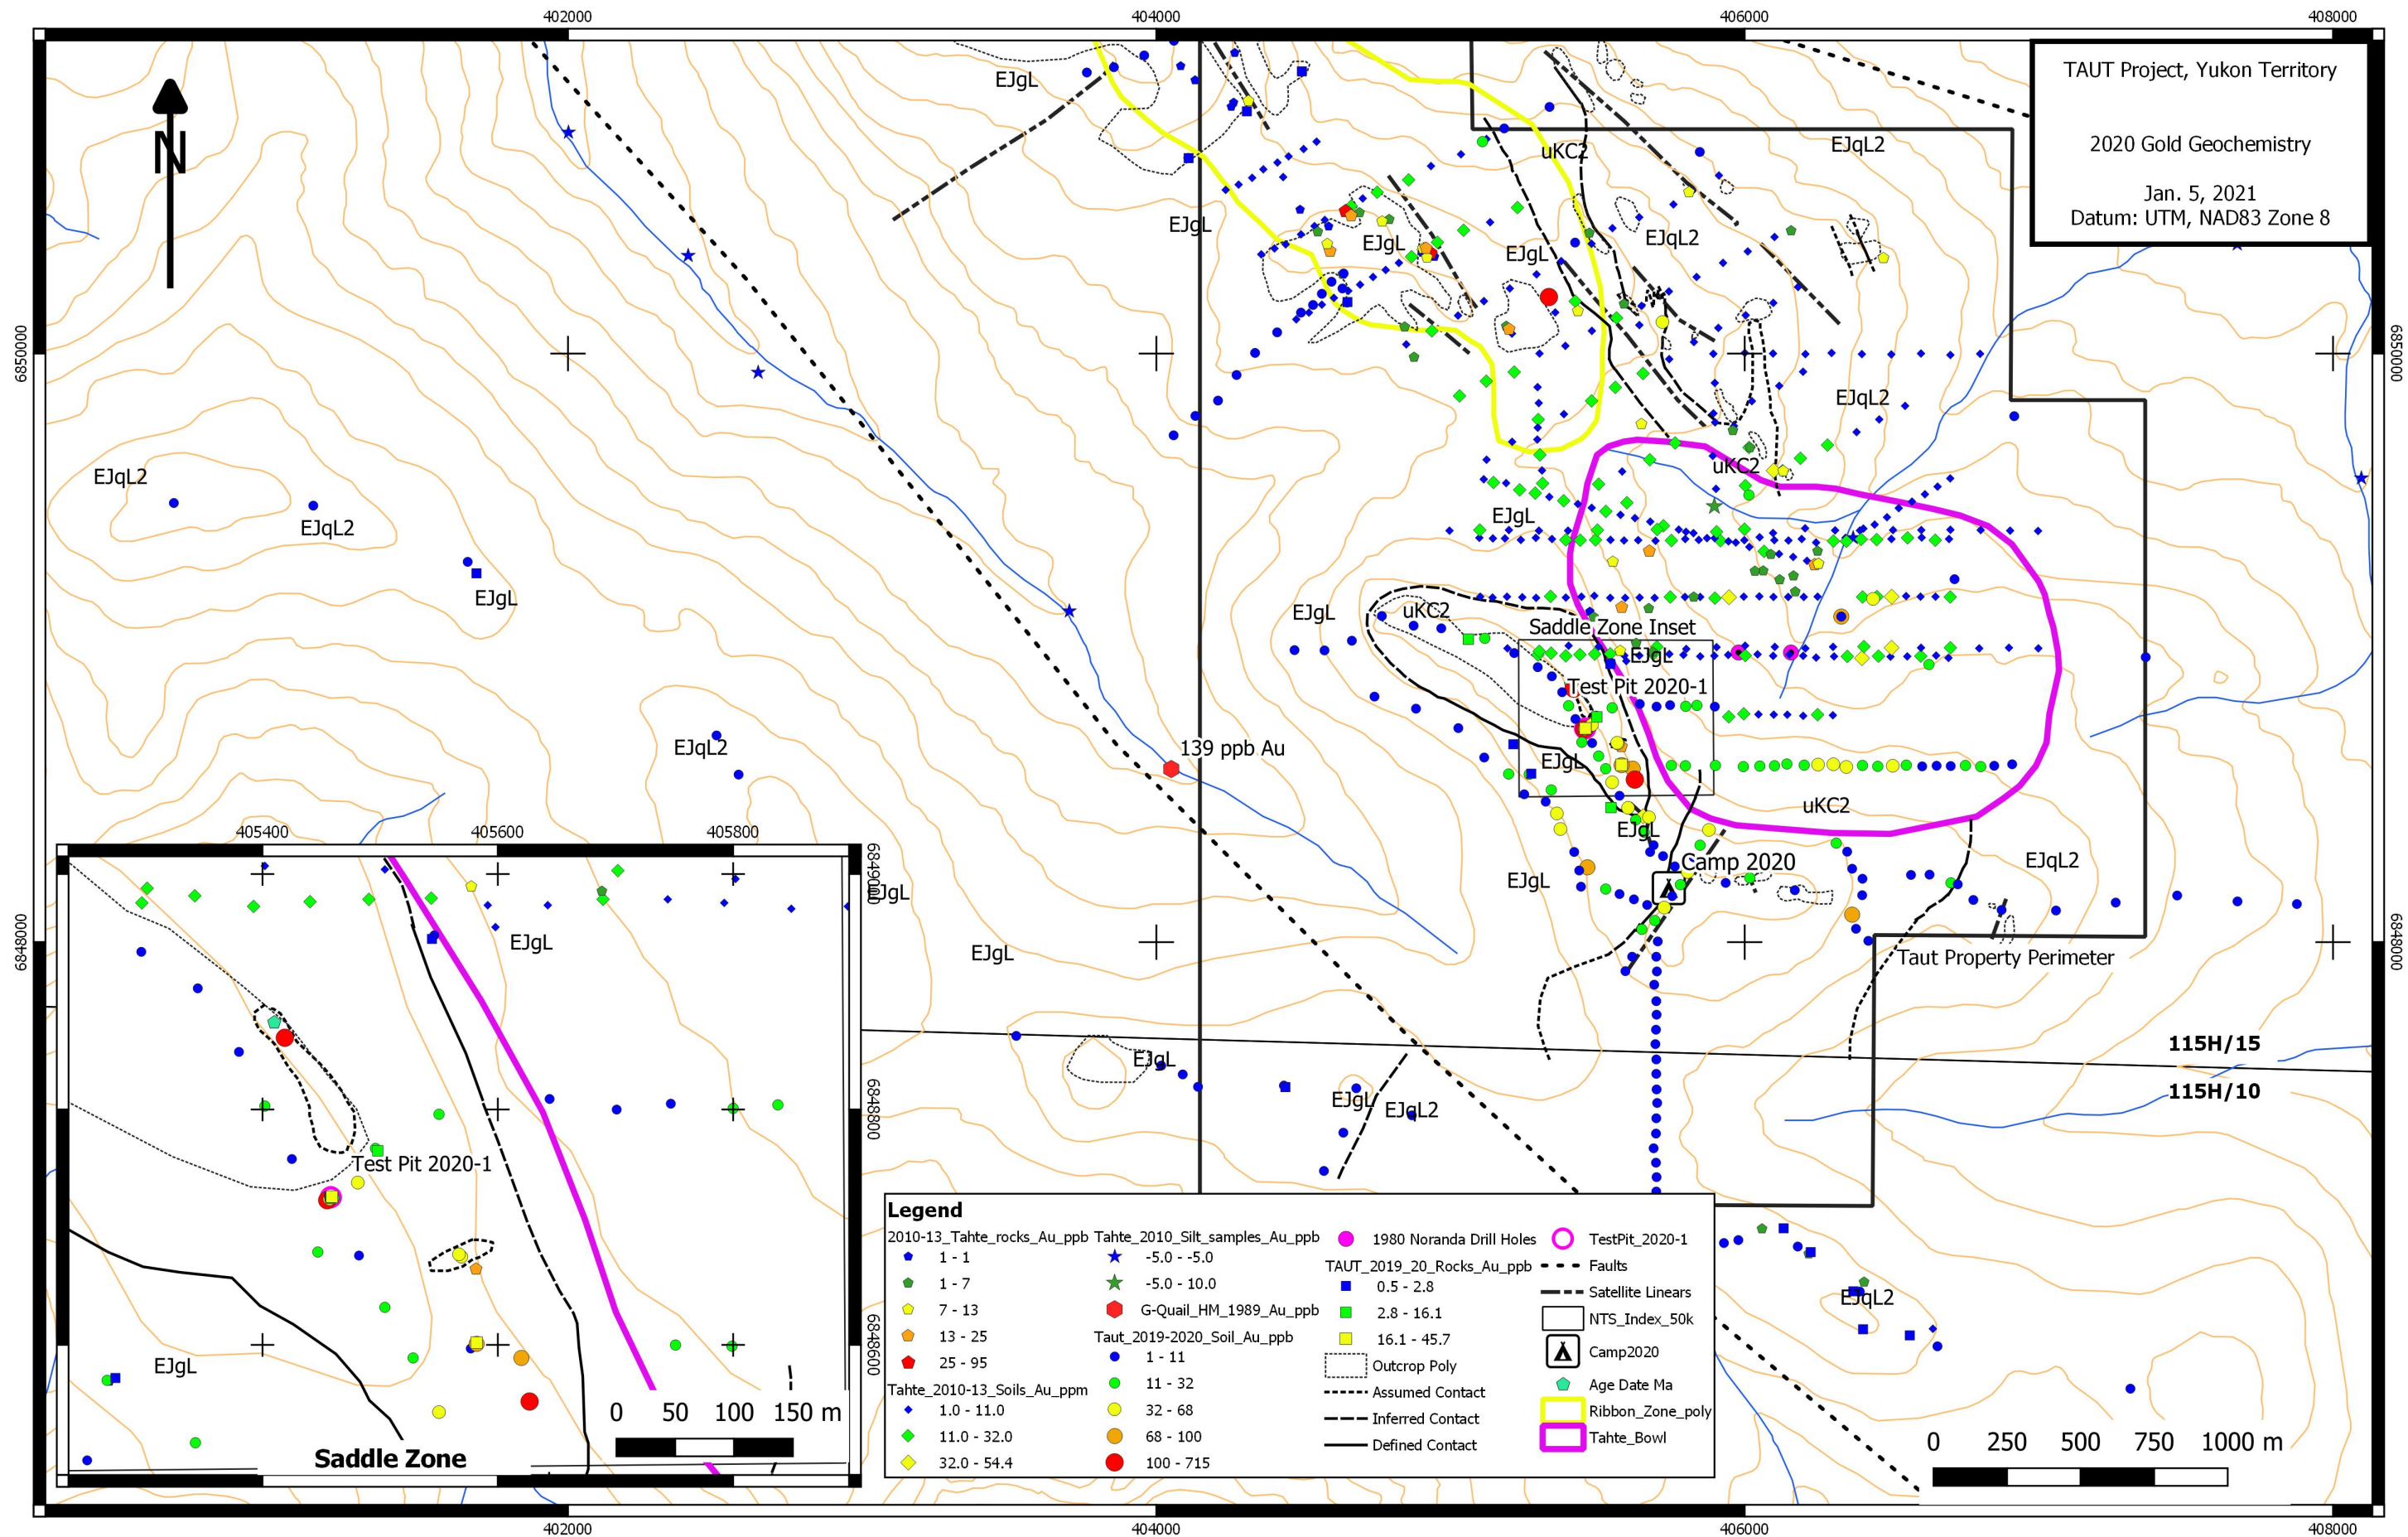 402000
404000
406000
408000
TAUT Project, Yukon Territory
2020 Gold Geochemistry
Jan. 5, 2021
Datum: UTM, NAD83 Zone 8
N
EJgL
uKC2
EJqL2
EJgL
EJgL
EJgL
EJqL2
6850000
6850000
EJqL2
EJqL2
uKC2
EJqL2
EJgL
EJgL
EJgL
uKC2
Saddle Zone Inset
EJgL
Test Pit 2020-1
EJqL2
139 ppb Au
EJgL
uKC2
EJgL
Camp 2020
EJqL2
EJgL
EJgL
6848000
6848000
EJgL
Taut Property Perimeter
115H/15
115H/10
EJgL
EJgL
EJqL2
EJqL2
405400
405600
405800
6849000
6848800
6848600
EJgL
Test Pit 2020-1
EJgL
0 50 100 150 m
Saddle Zone
Legend
2010-13_Tahte_rocks_Au_ppb
1 - 1
1 - 7
7 - 13
13 - 25
25 - 95
Tahte_2010-13_Soils_Au_ppm
1.0 - 11.0
11.0 - 32.0
32.0 - 54.4
Tahte_2010_Silt_samples_Au_ppb
-5.0 - -5.0
-5.0 - 10.0
G-Quail_HM_1989_Au_ppb
Taut_2019-2020_Soil_Au_ppb
1 - 11
11 - 32
32 - 68
68 - 100
100 - 715
1980 Noranda Drill Holes
TAUT_2019_20_Rocks_Au_ppb
0.5 - 2.8
2.8 - 16.1
16.1 - 45.7
Outcrop Poly
Assumed Contact
Inferred Contact
Defined Contact
TestPit_2020-1
Faults
Satellite Linears
NTS_Index_50k
Camp2020
Age Date Ma
Ribbon_Zone_poly
Tahte_Bowl
0 250 500 750 1000 m
402000
404000
406000
408000